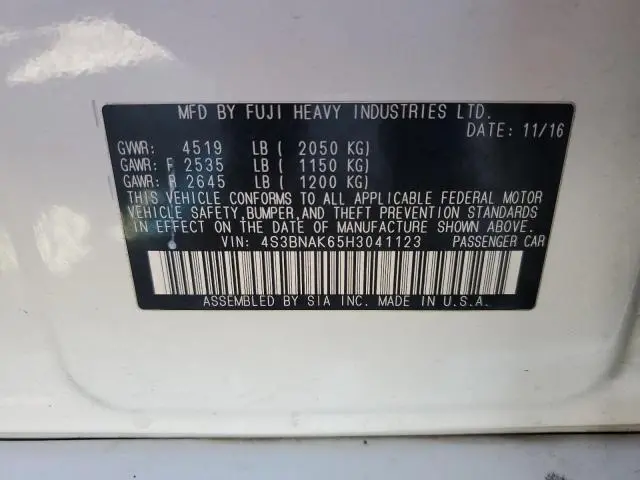 MFD BY FUJI HEAVY INDUSTRIES LTD.
DATE: 11/16
GVWR: 4519 LB ( 2050 KG)
GAWR: F 2535 LB ( 1150 KG)
GAWR: R 2645 LB ( 1200 KG)
THIS VEHICLE CONFORMS TO ALL APPLICABLE FEDERAL MOTOR
VEHICLE SAFETY,BUMPER,AND THEFT PREVENTION STANDARDS
IN EFFECT ON THE DATE OF MANUFACTURE SHOWN ABOVE.
VIN: 4S3BNAK65H3041123 PASSENGER CAR
ASSEMBLED BY SIA INC. MADE IN U.S.A.